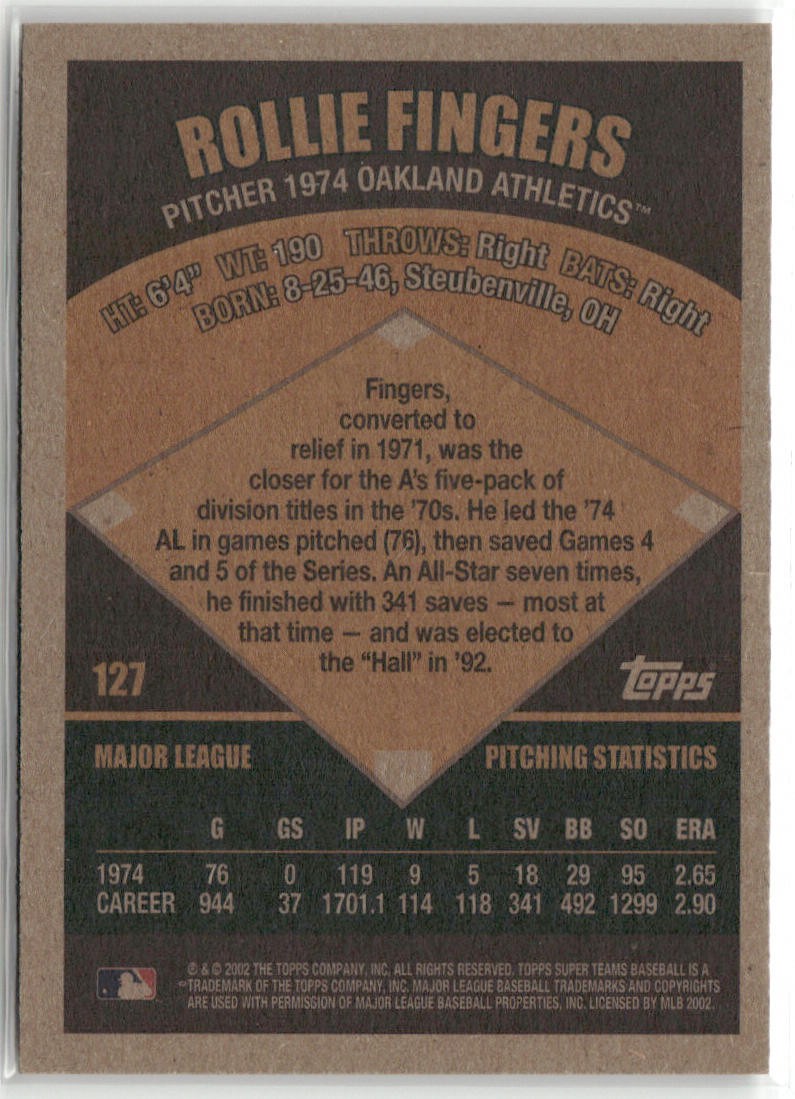 ROLLIE FINGERS
PITCHER 1974 OAKLAND ATHLETICS™
HT: 6'4" WT: 190 THROWS: Right BATS: Right
BORN: 8-25-46, Steubenville, OH
Fingers,
converted to
relief in 1971, was the
closer for the A's five-pack of
division titles in the '70s. He led the '74
AL in games pitched (76), then saved Games 4
and 5 of the Series. An All-Star seven times,
he finished with 341 saves — most at
that time — and was elected to
the “Hall” in '92.
127
topps
MAJOR LEAGUE PITCHING STATISTICS
G GS IP W L SV BB SO ERA
1974 76 0 119 9 5 18 29 95 2.65
CAREER 944 37 1701.1 114 118 341 492 1299 2.90
® & © 2002 THE TOPPS COMPANY, INC. ALL RIGHTS RESERVED. TOPPS SUPER TEAMS BASEBALL IS A
TRADEMARK OF THE TOPPS COMPANY, INC. MAJOR LEAGUE BASEBALL TRADEMARKS AND COPYRIGHTS
ARE USED WITH PERMISSION OF MAJOR LEAGUE BASEBALL PROPERTIES, INC. LICENSED BY MLB 2002.